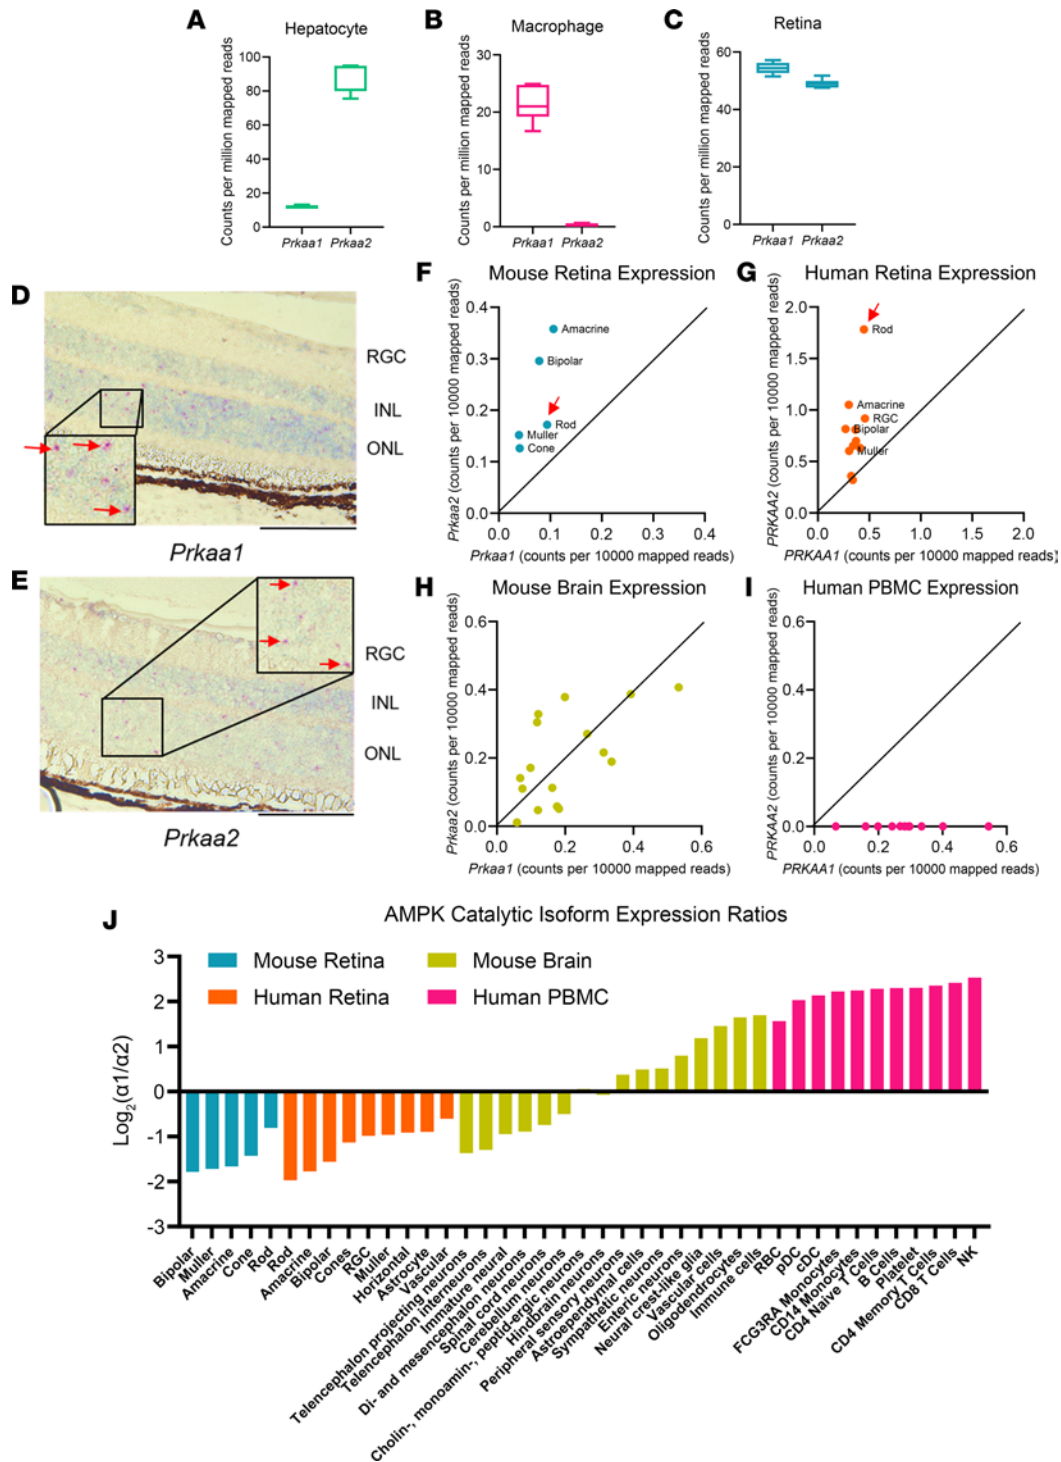 A
Hepatocyte
Counts per million mapped reads
100
80
60
40
20
0
Prkaa1
Prkaa2
B
Macrophage
Counts per million mapped reads
30
20
10
0
Prkaa1
Prkaa2
C
Retina
Counts per million mapped reads
60
40
20
0
Prkaa1
Prkaa2
D
RGC
INL
ONL
Prkaa1
E
RGC
INL
ONL
Prkaa2
F
Mouse Retina Expression
Prkaa2 (counts per 10000 mapped reads)
0.4
0.3
0.2
0.1
0.0
Amacrine
Bipolar
Rod
Muller
Cone
0.0 0.1 0.2 0.3 0.4
Prkaa1 (counts per 10000 mapped reads)
G
Human Retina Expression
PRKAA2 (counts per 10000 mapped reads)
2.0
1.5
1.0
0.5
0.0
Rod
Amacrine
RGC
Bipolar
Muller
0.0 0.5 1.0 1.5 2.0
PRKAA1 (counts per 10000 mapped reads)
H
Mouse Brain Expression
Prkaa2 (counts per 10000 mapped reads)
0.6
0.4
0.2
0.0
0.0 0.2 0.4 0.6
Prkaa1 (counts per 10000 mapped reads)
I
Human PBMC Expression
PRKAA2 (counts per 10000 mapped reads)
0.6
0.4
0.2
0.0
0.0 0.2 0.4 0.6
PRKAA1 (counts per 10000 mapped reads)
J
AMPK Catalytic Isoform Expression Ratios
Log2(α1/α2)
3
2
1
0
-1
-2
-3
Mouse Retina
Human Retina
Mouse Brain
Human PBMC
Bipolar
Muller
Amacrine
Cone
Rod
Rod
Amacrine
Bipolar
Cones
RGC
Muller
Horizontal
Astrocyte
Vascular
Telencephalon projecting neurons
Telencephalon interneurons
Immature neural
Di- and mesencephalon neurons
Spinal cord neurons
Cerebellum neurons
Cholin-, monoamin-, peptid-ergic neurons
Hindbrain neurons
Peripheral sensory neurons
Astroependymal cells
Sympathetic neurons
Enteric neurons
Neural crest-like glia
Vascular cells
Oligodendrocytes
Immune cells
RBC
pDC
cDC
FCG3RA Monocytes
CD14 Monocytes
CD4 Naive T Cells
B Cells
Platelet
CD4 Memory T Cells
CD8 T Cells
NK